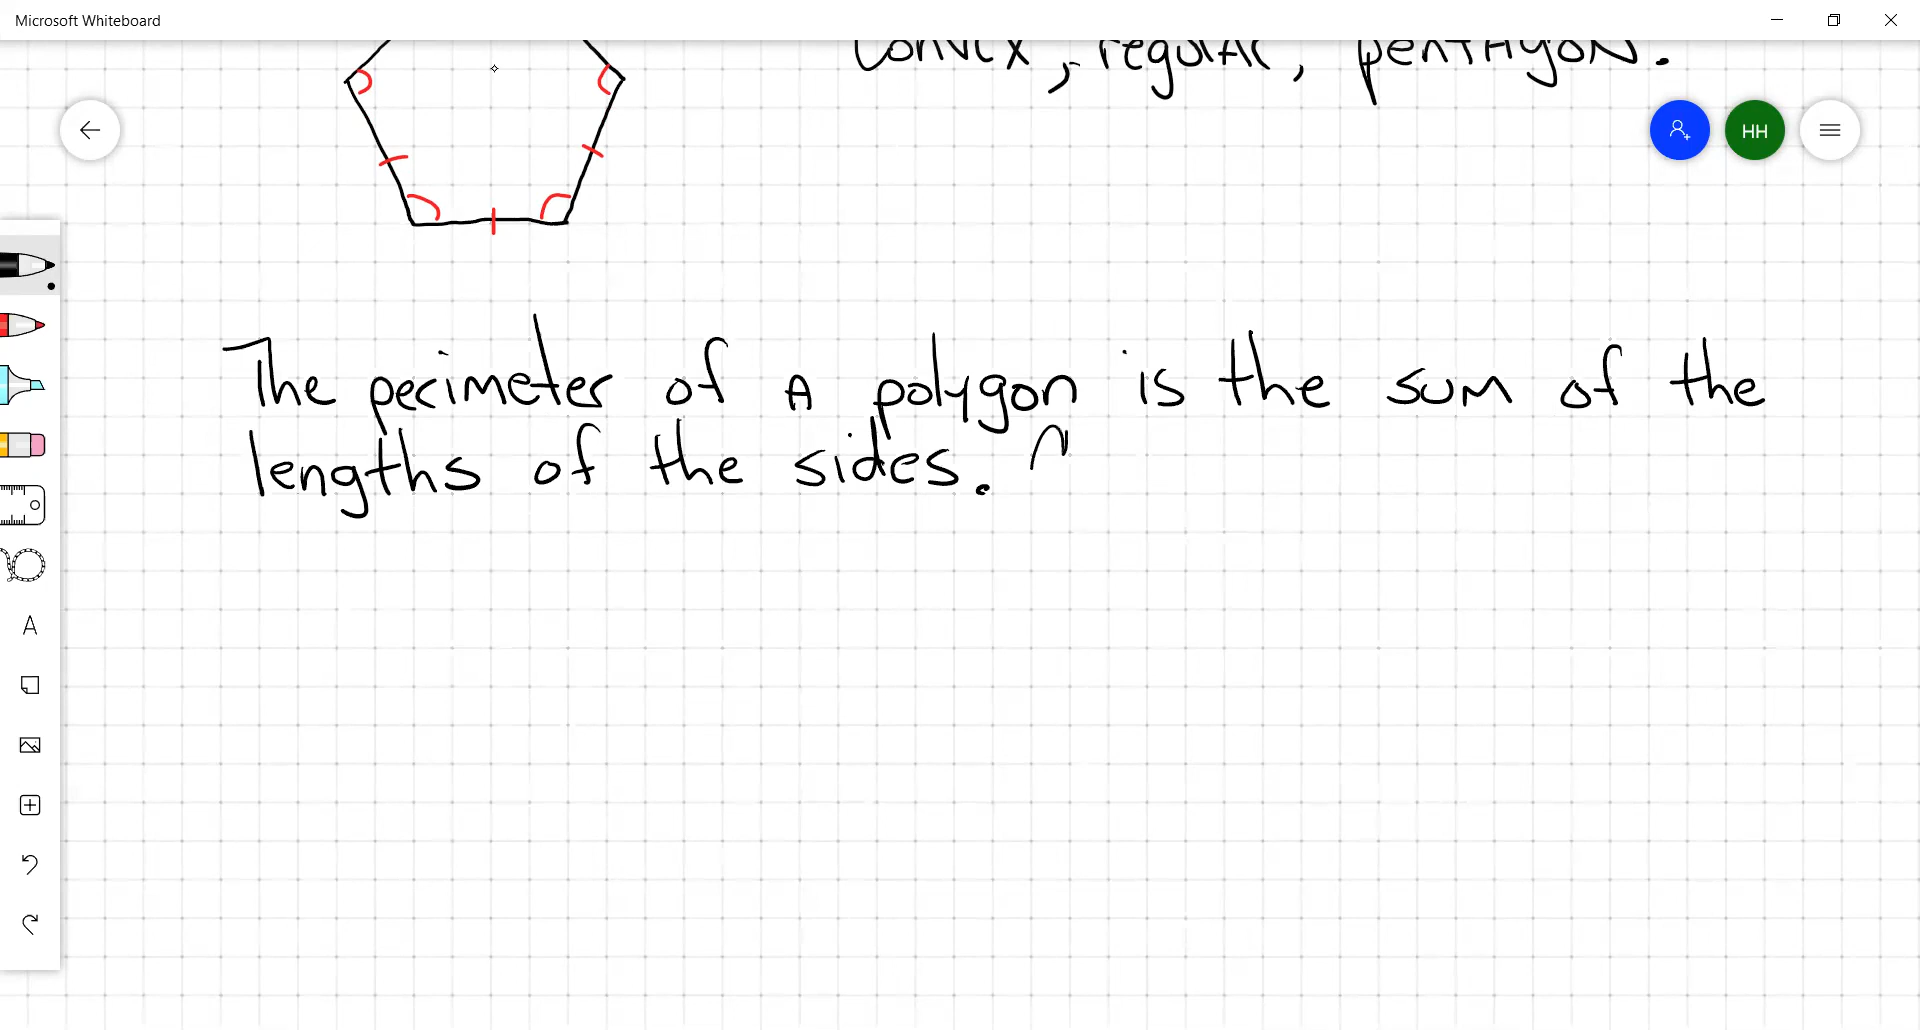 Microsoft Whiteboard
convex, regular, pentagon.
HH
The perimeter of a polygon is the sum of the
lengths of the sides.
A